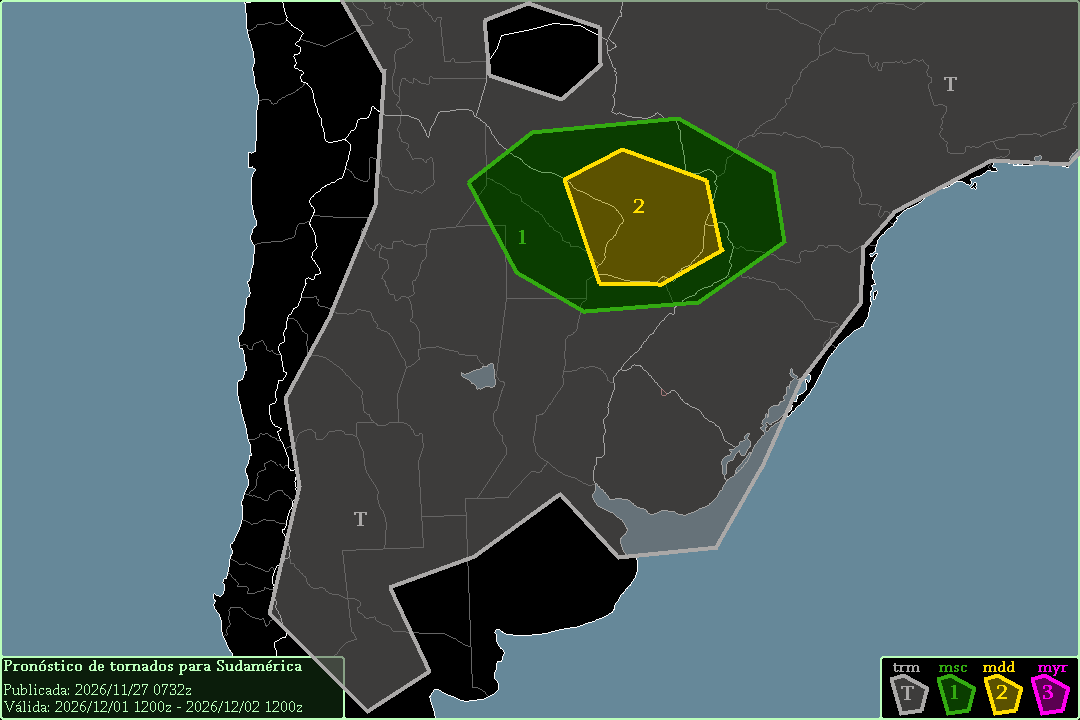 T
2
1
T
Pronóstico de tornados para Sudamérica
Publicada: 2026/11/27 0732z
Válida: 2026/12/01 1200z - 2026/12/02 1200z
trm msc mdd myr
T 1 2 3